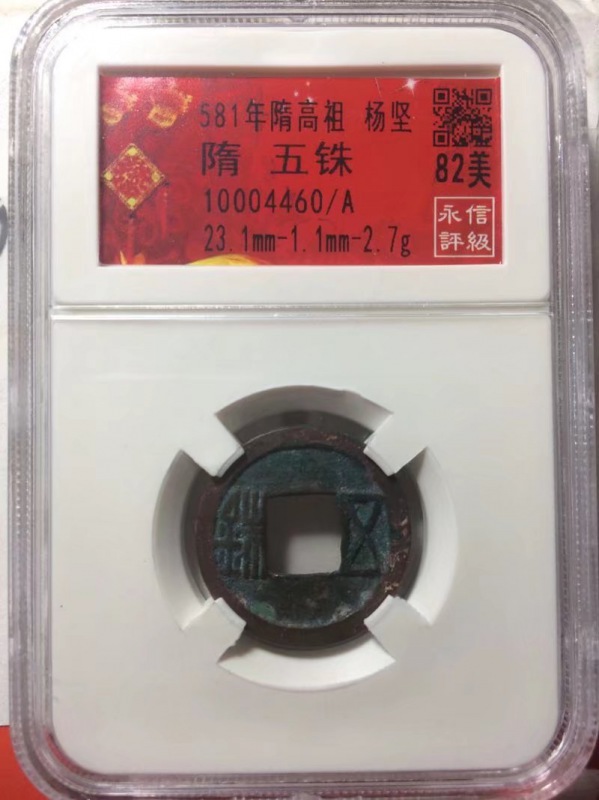 581年隋高祖 杨坚
隋 五铢
82美
10004460/A
永信
評級
23.1mm-1.1mm-2.7g
五銖